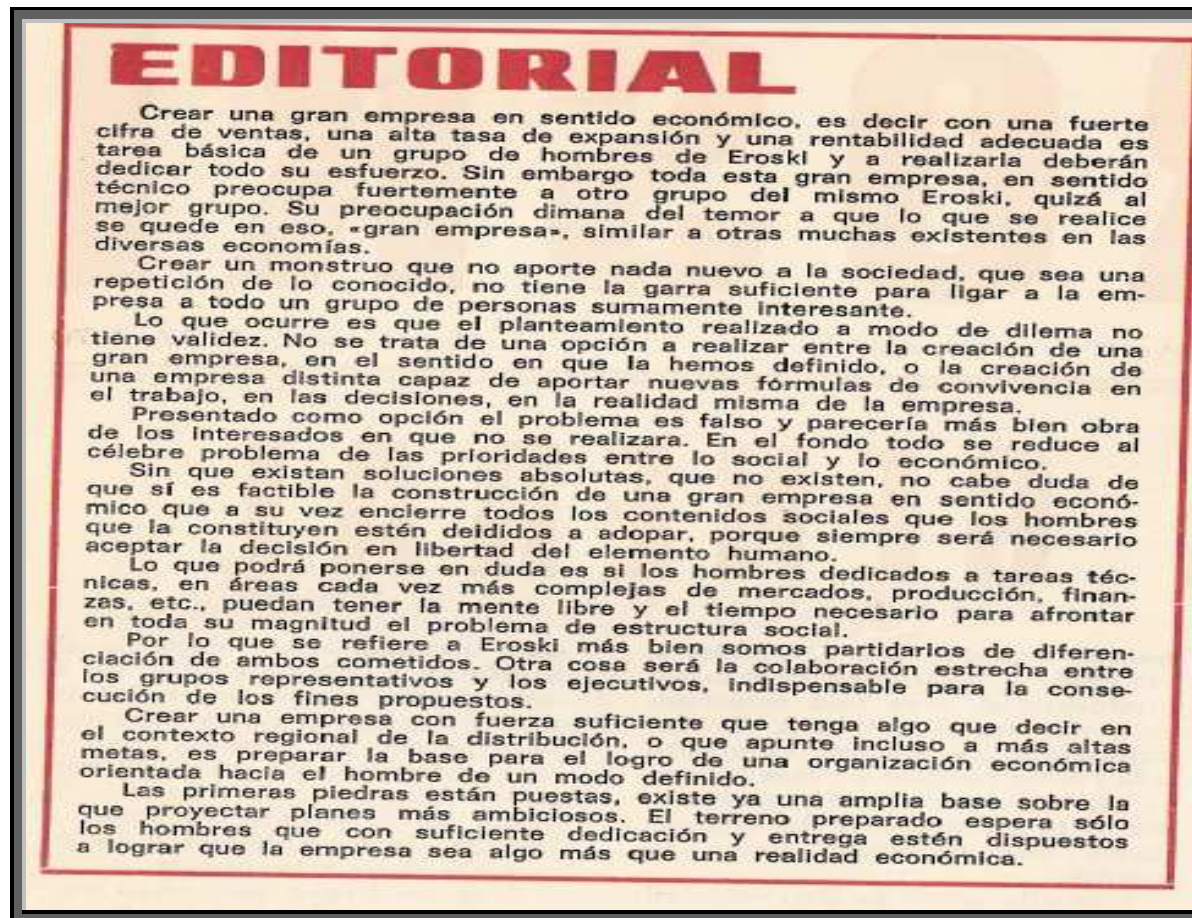 EDITORIAL
Crear una gran empresa en sentido económico, es decir con una fuerte
cifra de ventas, una alta tasa de expansión y una rentabilidad adecuada es
tarea básica de un grupo de hombres de Eroski y a realizarla deberán
dedicar todo su esfuerzo. Sin embargo toda esta gran empresa, en sentido
técnico preocupa fuertemente a otro grupo del mismo Eroski, quizá al
mejor grupo. Su preocupación dimana del temor a que lo que se realice
se quede en eso, «gran empresa», similar a otras muchas existentes en las
diversas economías.
Crear un monstruo que no aporte nada nuevo a la sociedad, que sea una
repetición de lo conocido, no tiene la garra suficiente para ligar a la em-
presa a todo un grupo de personas sumamente interesante.
Lo que ocurre es que el planteamiento realizado a modo de dilema no
tiene validez. No se trata de una opción a realizar entre la creación de una
gran empresa, en el sentido en que la hemos definido, o la creación de
una empresa distinta capaz de aportar nuevas fórmulas de convivencia en
el trabajo, en las decisiones, en la realidad misma de la empresa.
Presentado como opción el problema es falso y parecería más bien obra
de los interesados en que no se realizara. En el fondo todo se reduce al
célebre problema de las prioridades entre lo social y lo económico.
Sin que existan soluciones absolutas, que no existen, no cabe duda de
que sí es factible la construcción de una gran empresa en sentido econó-
mico que a su vez encierre todos los contenidos sociales que los hombres
que la constituyen estén deididos a adopar, porque siempre será necesario
aceptar la decisión en libertad del elemento humano.
Lo que podrá ponerse en duda es si los hombres dedicados a tareas téc-
nicas, en áreas cada vez más complejas de mercados, producción, finan-
zas, etc., puedan tener la mente libre y el tiempo necesario para afrontar
en toda su magnitud el problema de estructura social.
Por lo que se refiere a Eroski más bien somos partidarios de diferen-
ciación de ambos cometidos. Otra cosa será la colaboración estrecha entre
los grupos representativos y los ejecutivos, indispensable para la conse-
cución de los fines propuestos.
Crear una empresa con fuerza suficiente que tenga algo que decir en
el contexto regional de la distribución, o que apunte incluso a más altas
metas, es preparar la base para el logro de una organización económica
orientada hacia el hombre de un modo definido.
Las primeras piedras están puestas, existe ya una amplia base sobre la
que proyectar planes más ambiciosos. El terreno preparado espera sólo
los hombres que con suficiente dedicación y entrega estén dispuestos
a lograr que la empresa sea algo más que una realidad económica.